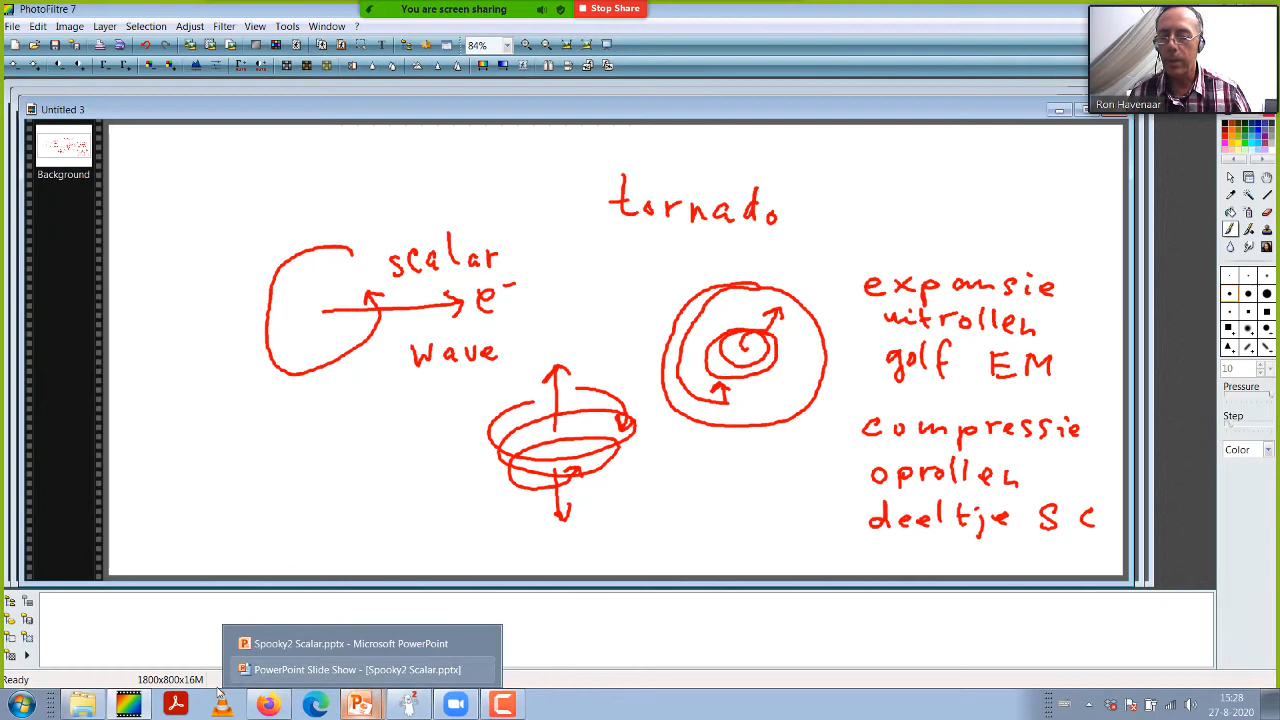 PhotoFiltre 7
You are screen sharing
Stop Share
File Edit Image Layer Selection Adjust Filter View Tools Window ?
84%
Ron Havenaar
Untitled 3
Background
tornado
scalar
e-
wave
expansie
uitrollen
golf EM
compressie
oprollen
deeltje SC
10
Pressure
Step
Color
Spooky2 Scalar.pptx - Microsoft PowerPoint
PowerPoint Slide Show - [Spooky2 Scalar.pptx]
Ready
1800x800x16M
15:28
27-8-2020